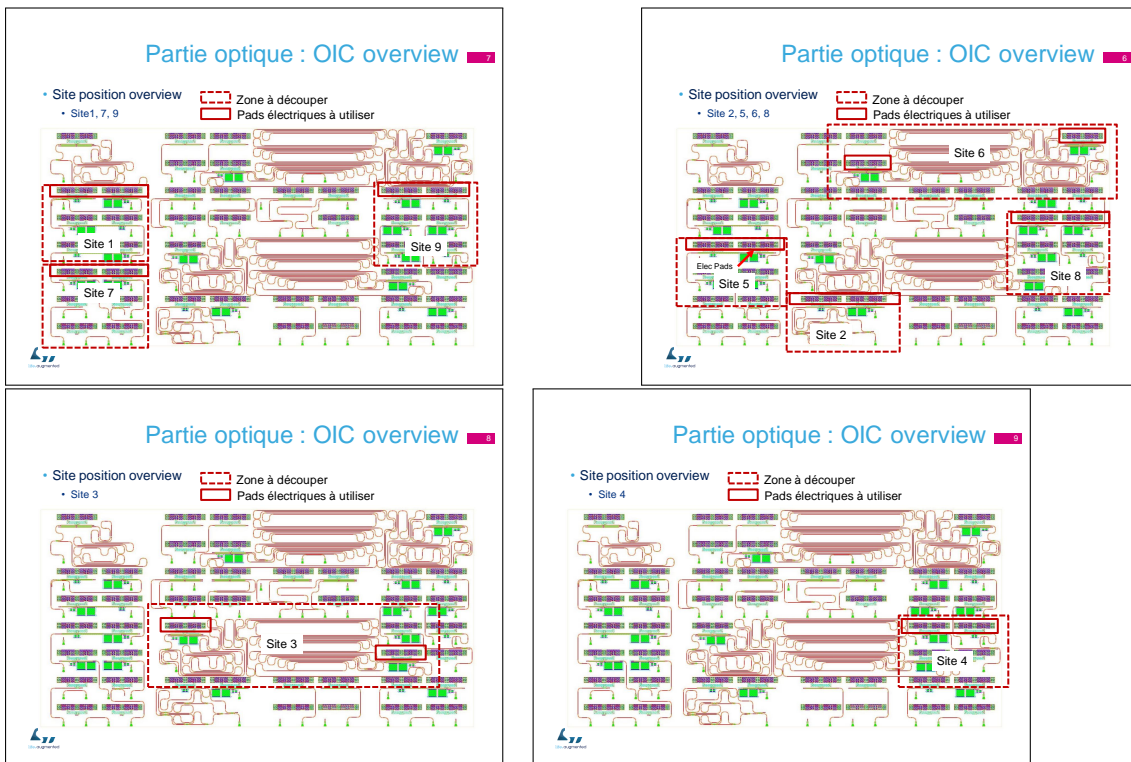 Partie optique : OIC overview
7
• Site position overview
• Site1, 7, 9
Zone à découper
Pads électriques à utiliser
Site 1
Site 7
Site 9
Partie optique : OIC overview
6
• Site position overview
• Site 2, 5, 6, 8
Zone à découper
Pads électriques à utiliser
Site 6
Elec Pads
Site 5
Site 8
Site 2
Partie optique : OIC overview
8
• Site position overview
• Site 3
Zone à découper
Pads électriques à utiliser
Site 3
Partie optique : OIC overview
9
• Site position overview
• Site 4
Zone à découper
Pads électriques à utiliser
Site 4